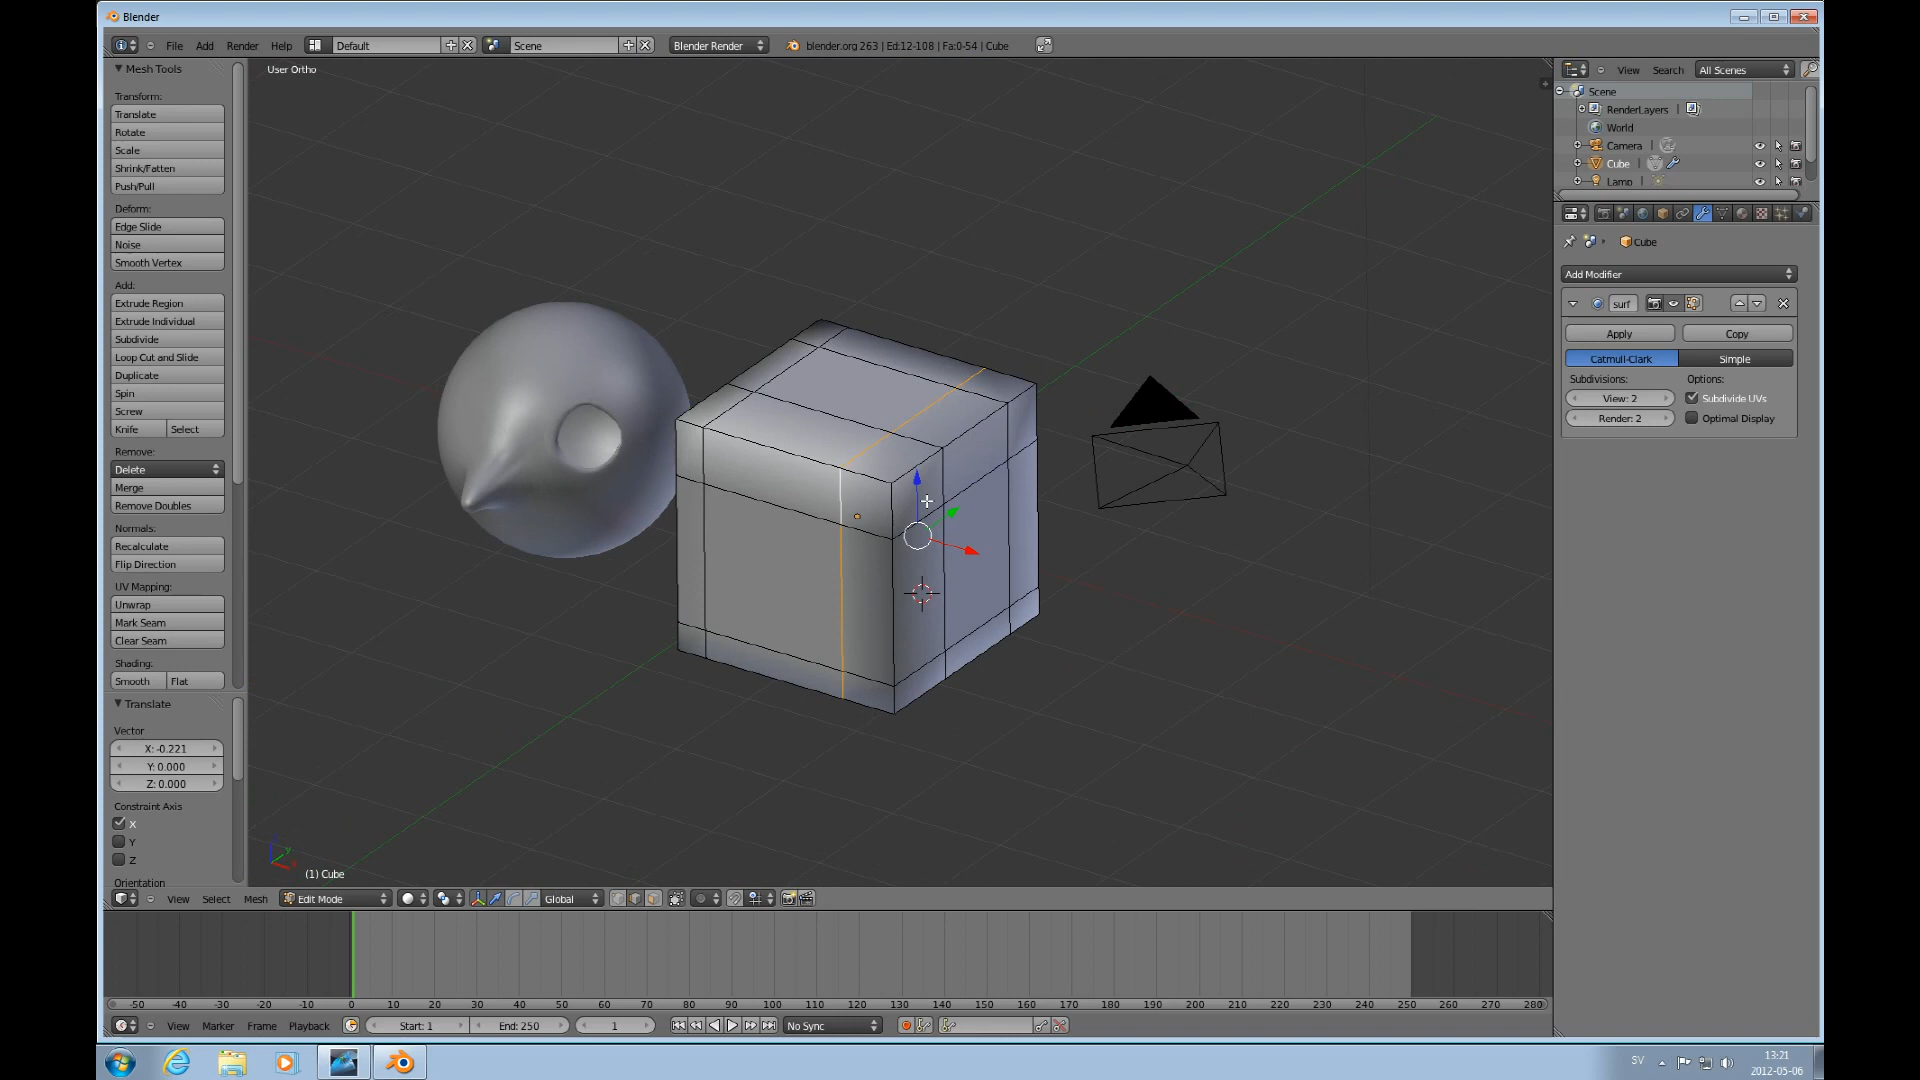 Blender
File Add Render Help Default Scene Blender Render blender.org 263 | Ed:12-108 | Fa:0-54 | Cube
Mesh Tools
Transform:
Translate
Rotate
Scale
Shrink/Fatten
Push/Pull
Deform:
Edge Slide
Noise
Smooth Vertex
Add:
Extrude Region
Extrude Individual
Subdivide
Loop Cut and Slide
Duplicate
Spin
Screw
Knife Select
Remove:
Delete
Merge
Remove Doubles
Normals:
Recalculate
Flip Direction
UV Mapping:
Unwrap
Mark Seam
Clear Seam
Shading:
Smooth Flat
Translate
Vector
X: -0.221
Y: 0.000
Z: 0.000
Constraint Axis
X
Y
Z
Orientation
User Ortho
(1) Cube
View Select Mesh Edit Mode Global
View Search All Scenes
Scene
RenderLayers |
World
Camera |
Cube |
Lamp |
Cube
Add Modifier
surf
Apply Copy
Catmull-Clark Simple
Subdivisions: Options:
View: 2 Subdivide UVs
Render: 2 Optimal Display
-50 -40 -30 -20 -10 0 10 20 30 40 50 60 70 80 90 100 110 120 130 140 150 160 170 180 190 200 210 220 230 240 250 260 270 280
View Marker Frame Playback Start: 1 End: 250 1 No Sync
SV 13:21
2012-05-06